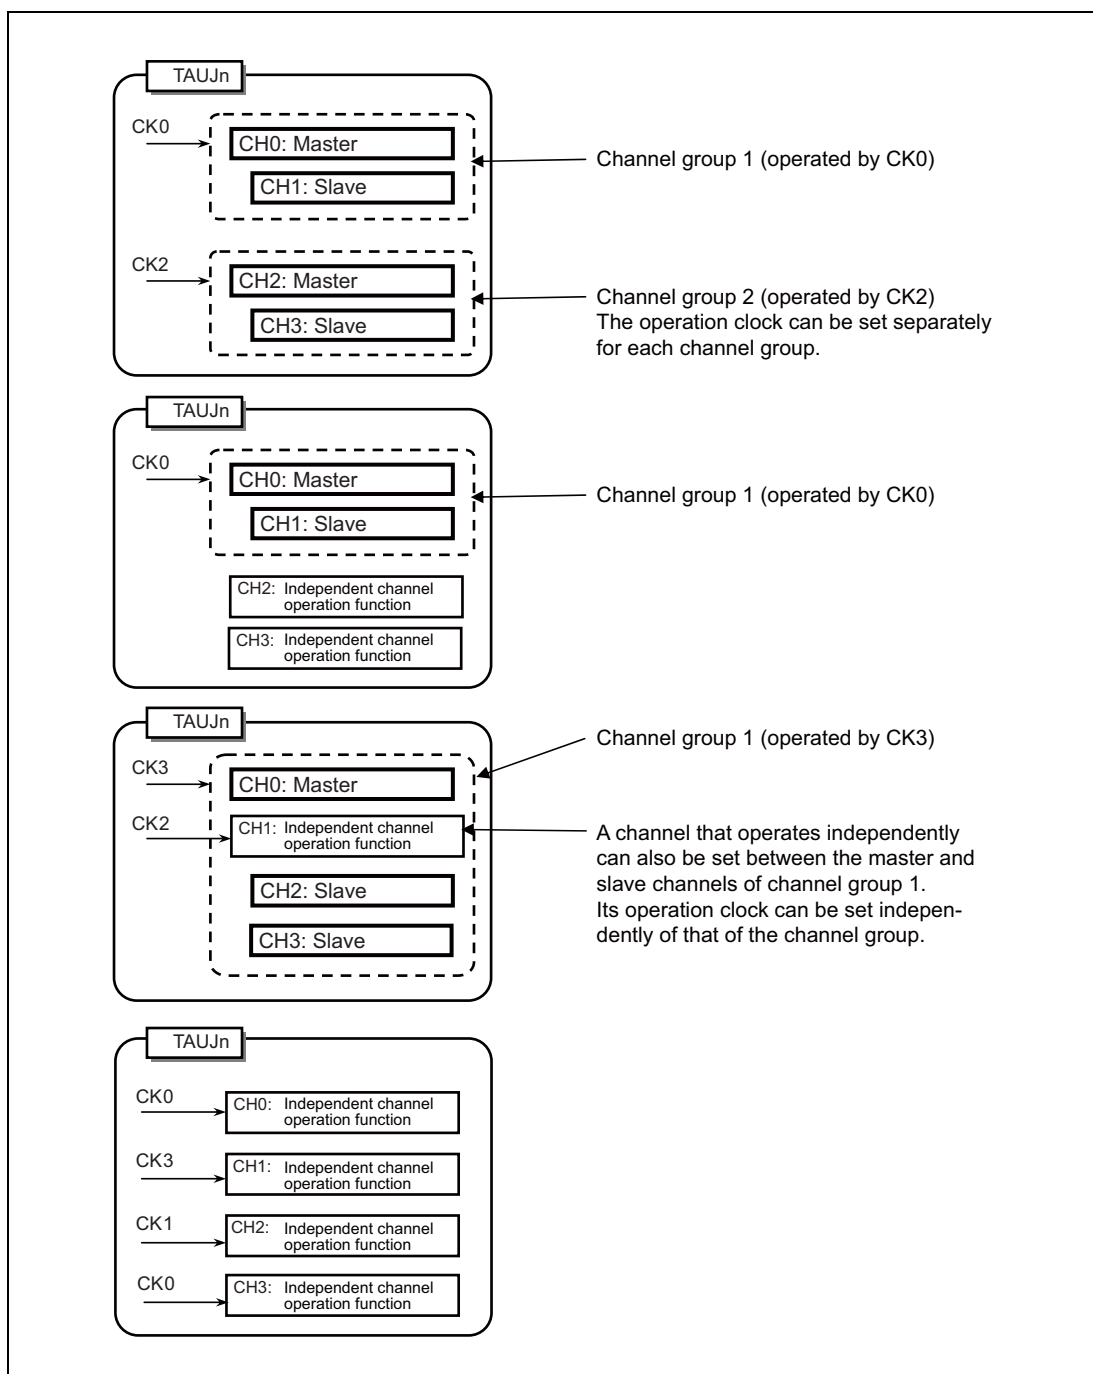 TAUJn
CK0
CH0: Master
CH1: Slave
Channel group 1 (operated by CK0)
CK2
CH2: Master
CH3: Slave
Channel group 2 (operated by CK2)
The operation clock can be set separately
for each channel group.
TAUJn
CK0
CH0: Master
CH1: Slave
Channel group 1 (operated by CK0)
CH2: Independent channel
operation function
CH3: Independent channel
operation function
TAUJn
CK3
CH0: Master
Channel group 1 (operated by CK3)
CK2
CH1: Independent channel
operation function
A channel that operates independently
can also be set between the master and
slave channels of channel group 1.
Its operation clock can be set indepen-
dently of that of the channel group.
CH2: Slave
CH3: Slave
TAUJn
CK0
CH0: Independent channel
operation function
CK3
CH1: Independent channel
operation function
CK1
CH2: Independent channel
operation function
CK0
CH3: Independent channel
operation function